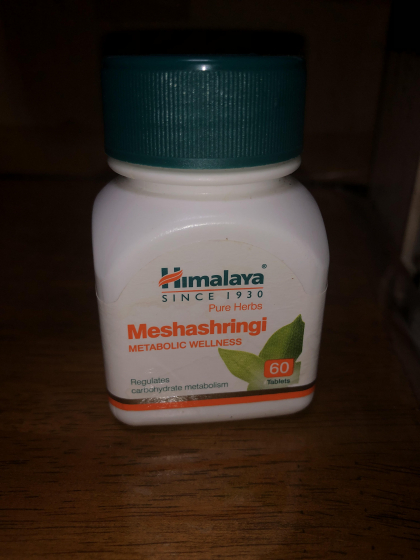 Himalaya®
SINCE 1930
Pure Herbs
Meshashringi
METABOLIC WELLNESS
60
Tablets
Regulates
carbohydrate metabolism